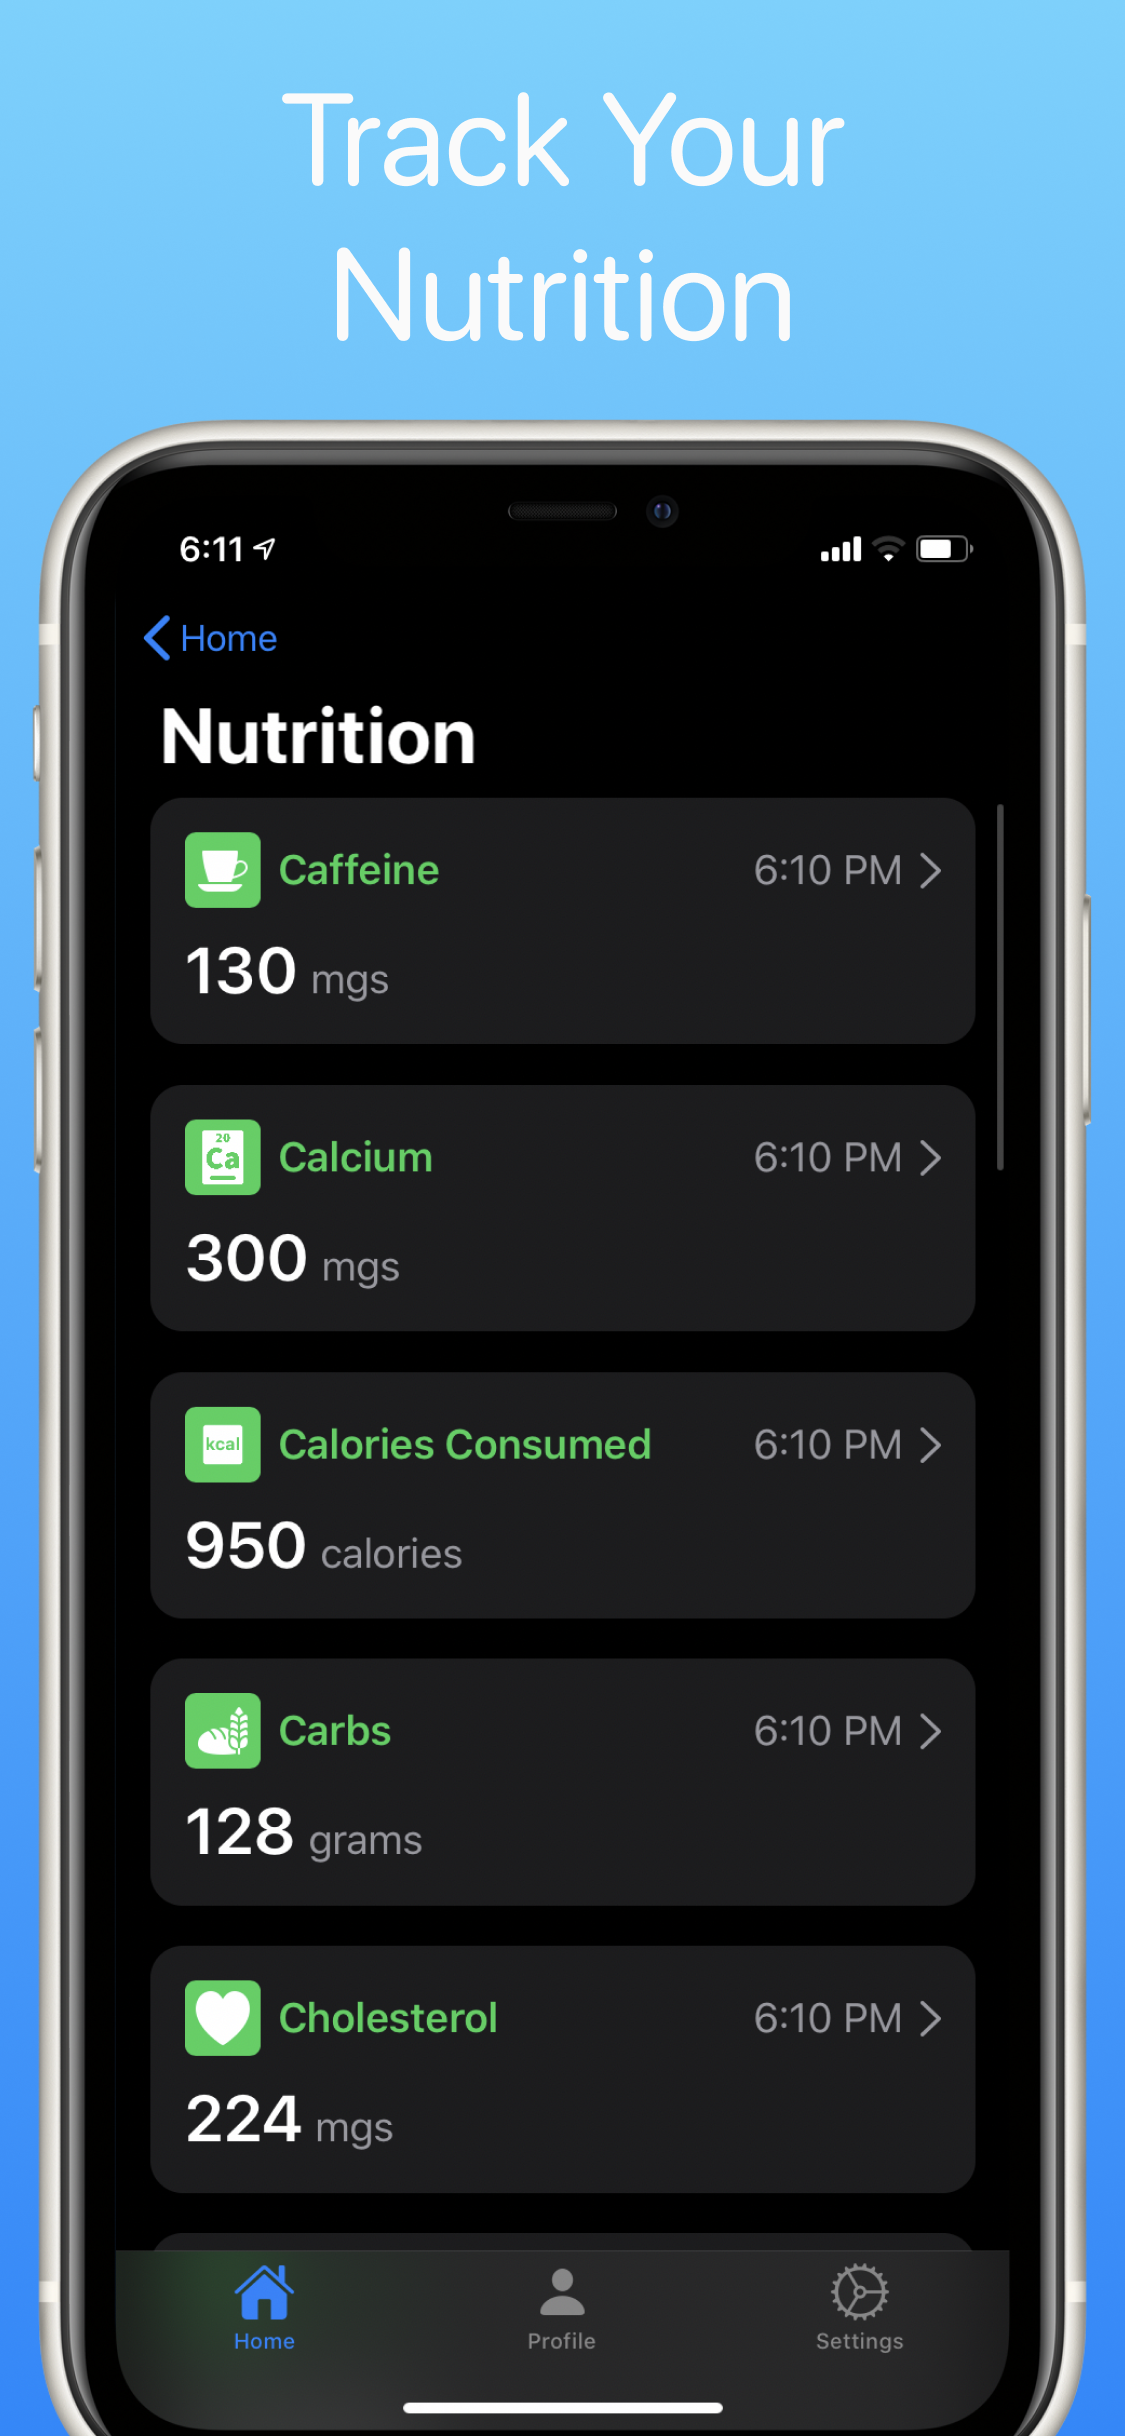 Track Your
Nutrition
6:11
Home
Nutrition
Caffeine 6:10 PM
130 mgs
20
Ca
Calcium 6:10 PM
300 mgs
kcal
Calories Consumed 6:10 PM
950 calories
Carbs 6:10 PM
128 grams
Cholesterol 6:10 PM
224 mgs
Home Profile Settings